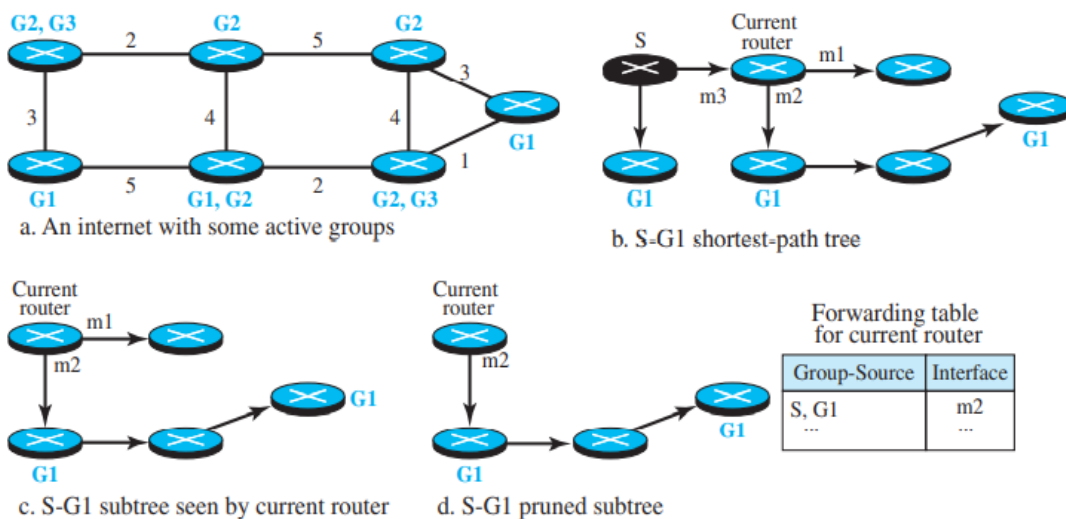 G2, G3
G2
G2
2
5
3
3
4
4
G1
1
5
2
G1
G1, G2
G2, G3
a. An internet with some active groups
S
Current
router
m1
m3
m2
G1
G1
G1
b. S-G1 shortest-path tree
Current
router
m1
m2
G1
G1
c. S-G1 subtree seen by current router
Current
router
m2
G1
G1
d. S-G1 pruned subtree
Forwarding table
for current router
Group-Source Interface
S, G1 m2
... ...